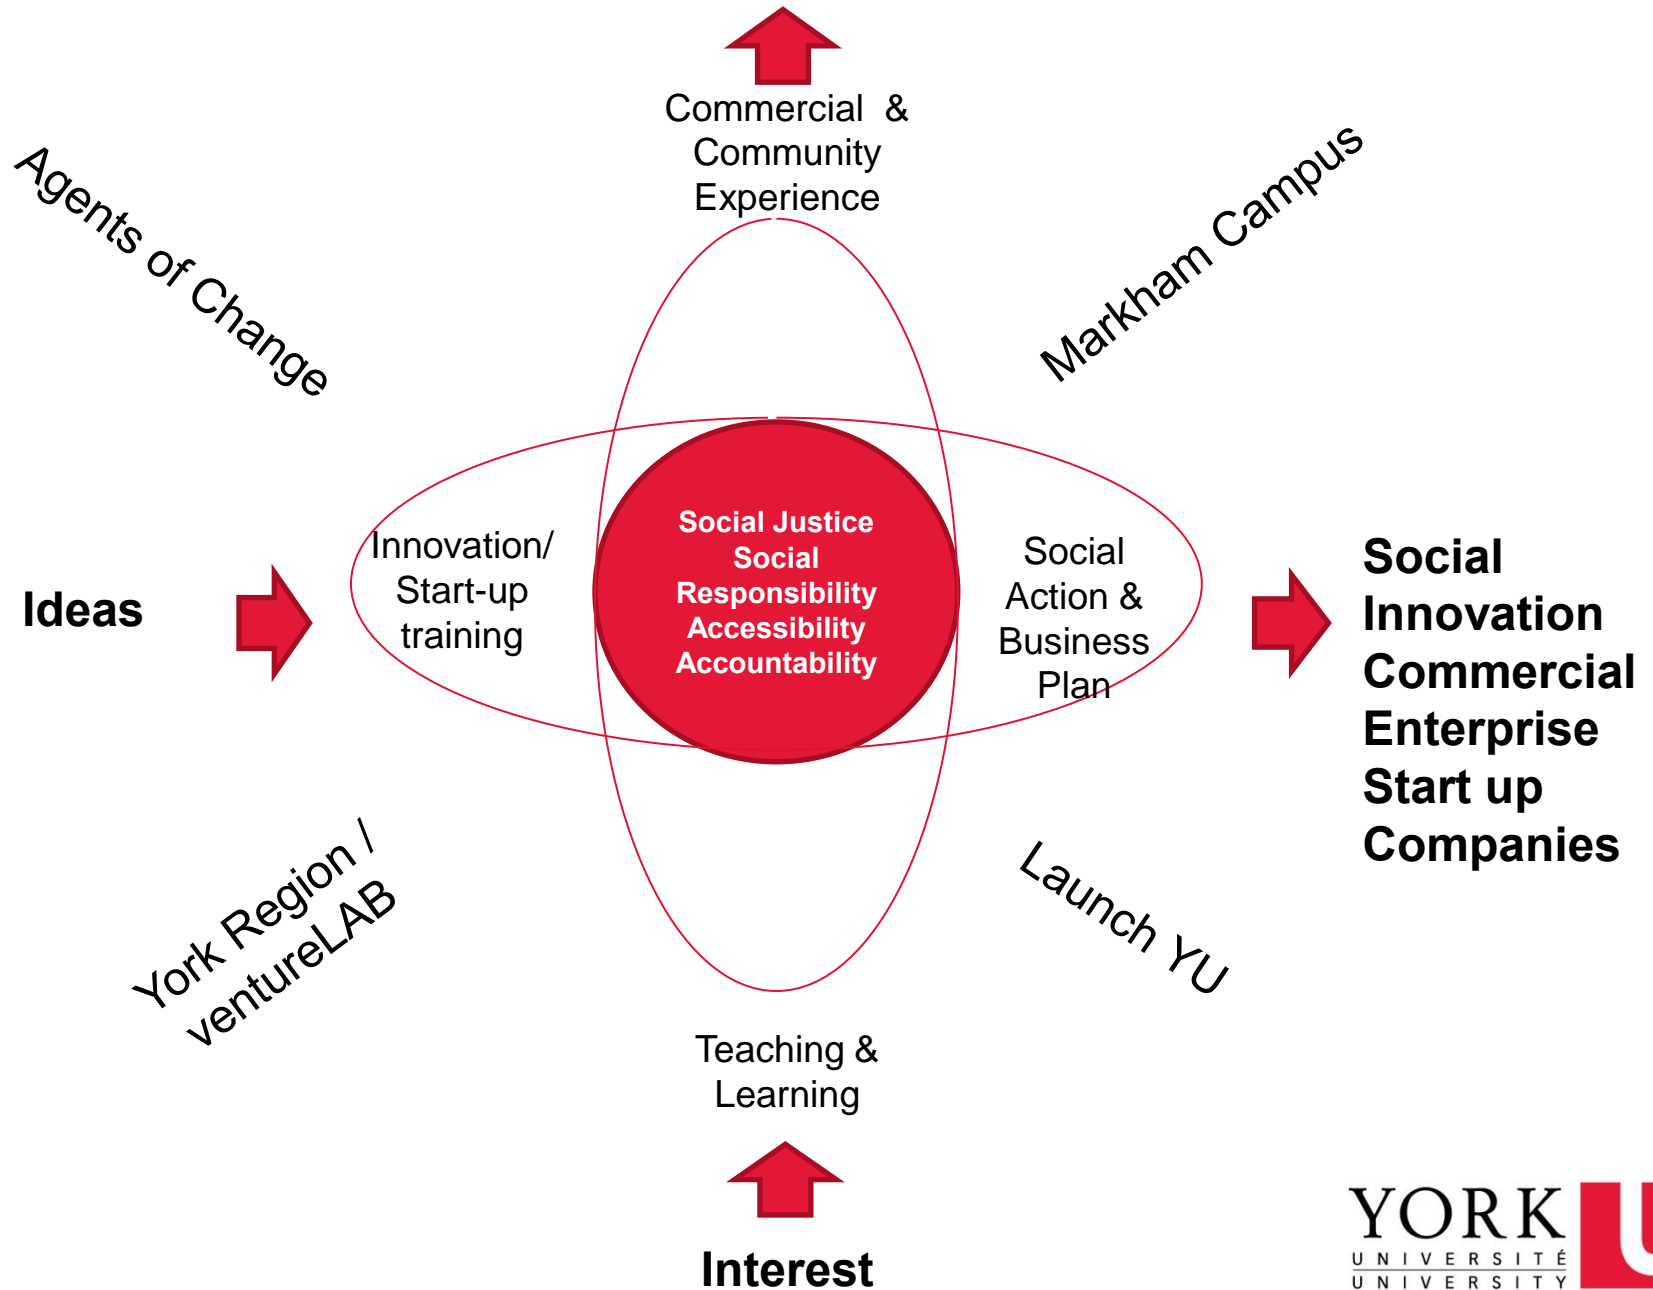 Commercial &
Community
Experience
Agents of Change
Markham Campus
Ideas
Innovation/
Start-up
training
Social Justice
Social
Responsibility
Accessibility
Accountability
Social
Action &
Business
Plan
Social
Innovation
Commercial
Enterprise
Start up
Companies
York Region /
ventureLAB
Launch YU
Teaching &
Learning
Interest
YORK
UNIVERSITÉ
UNIVERSITY
U